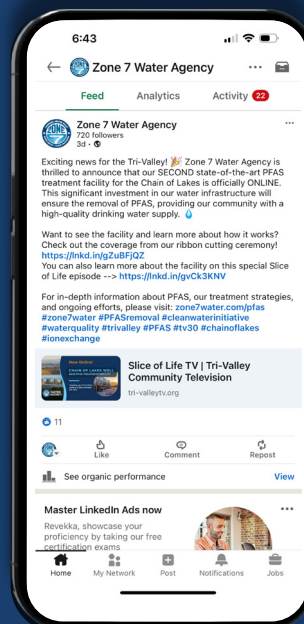 6:43
Zone 7 Water Agency
Feed
Analytics
Activity 22
ZONE 7
Zone 7 Water Agency
720 followers
3d •
Exciting news for the Tri-Valley! 🎉 Zone 7 Water Agency is
thrilled to announce that our SECOND state-of-the-art PFAS
treatment facility for the Chain of Lakes is officially ONLINE.
This significant investment in our water infrastructure will
ensure the removal of PFAS, providing our community with a
high-quality drinking water supply. 💧
Want to see the facility and learn more about how it works?
Check out the coverage from our ribbon cutting ceremony!
https://lnkd.in/gZuBFjQZ
You can also learn more about the facility on this special Slice
of Life episode --> https://lnkd.in/gvCk3KNV
For in-depth information about PFAS, our treatment strategies,
and ongoing efforts, please visit: zone7water.com/pfas
#zone7water #PFASremoval #cleanwaterinitiative
#waterquality #trivalley #PFAS #tv30 #chainoflakes
#ionexchange
CHAIN OF LAKES WELL
Slice of Life TV | Tri-Valley
Community Television
tri-valleytv.org
11
Like
Comment
Repost
See organic performance
View
Master LinkedIn Ads now
Revekka, showcase your
proficiency by taking our free
certification exams
Home
My Network
Post
Notifications
Jobs